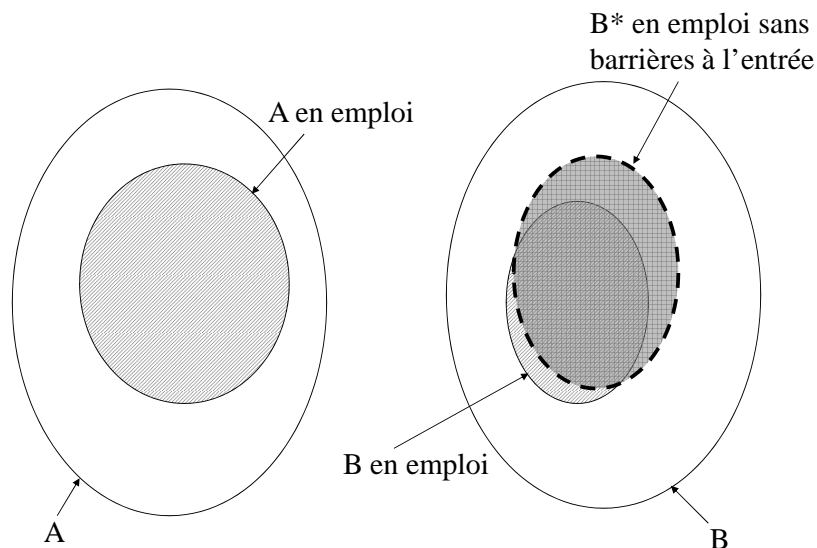 B* en emploi sans
barrières à l’entrée
A en emploi
B en emploi
A
B